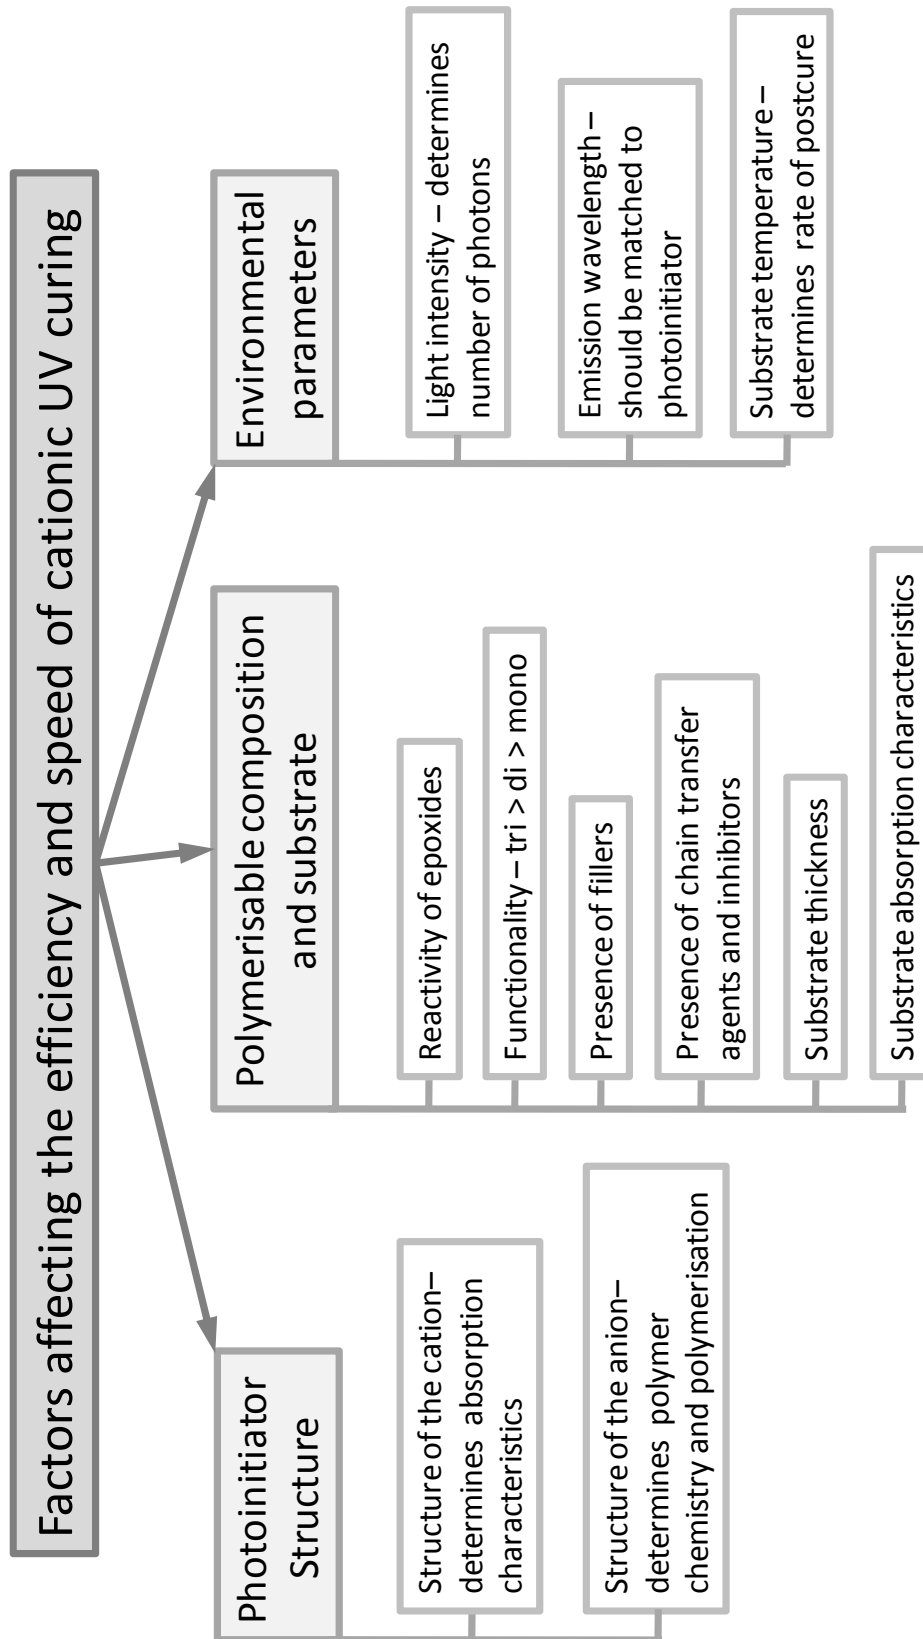 Factors affecting the efficiency and speed of cationic UV curing
Photoinitiator
Structure
Structure of the cation–
determines absorption
characteristics
Structure of the anion–
determines polymer
chemistry and polymerisation
Polymerisable composition
and substrate
Reactivity of epoxides
Functionality – tri > di > mono
Presence of fillers
Presence of chain transfer
agents and inhibitors
Substrate thickness
Substrate absorption characteristics
Environmental
parameters
Light intensity – determines
number of photons
Emission wavelength –
should be matched to
photoinitiator
Substrate temperature –
determines rate of postcure